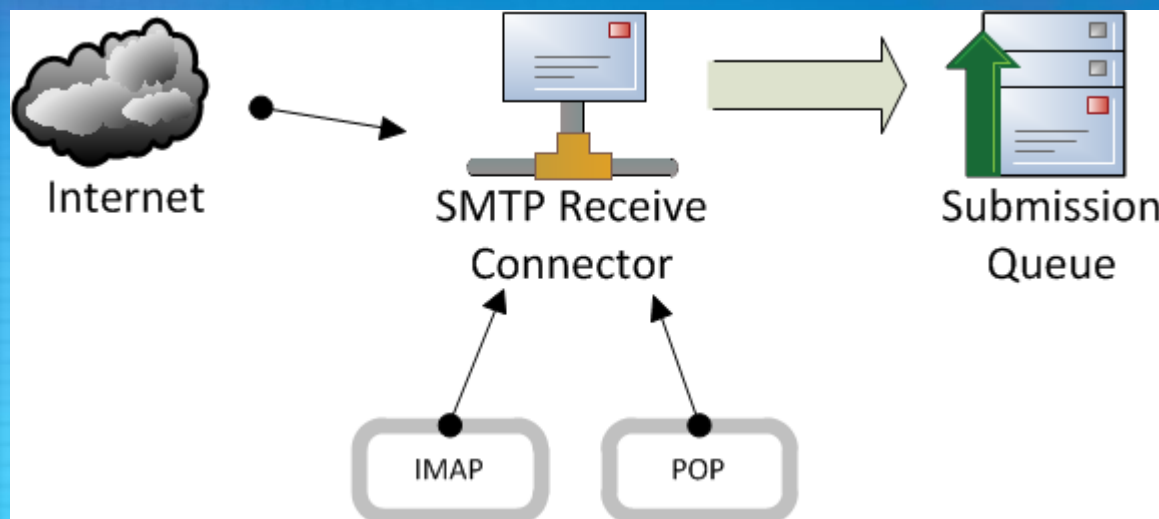 Internet
SMTP Receive
Connector
Submission
Queue
IMAP
POP